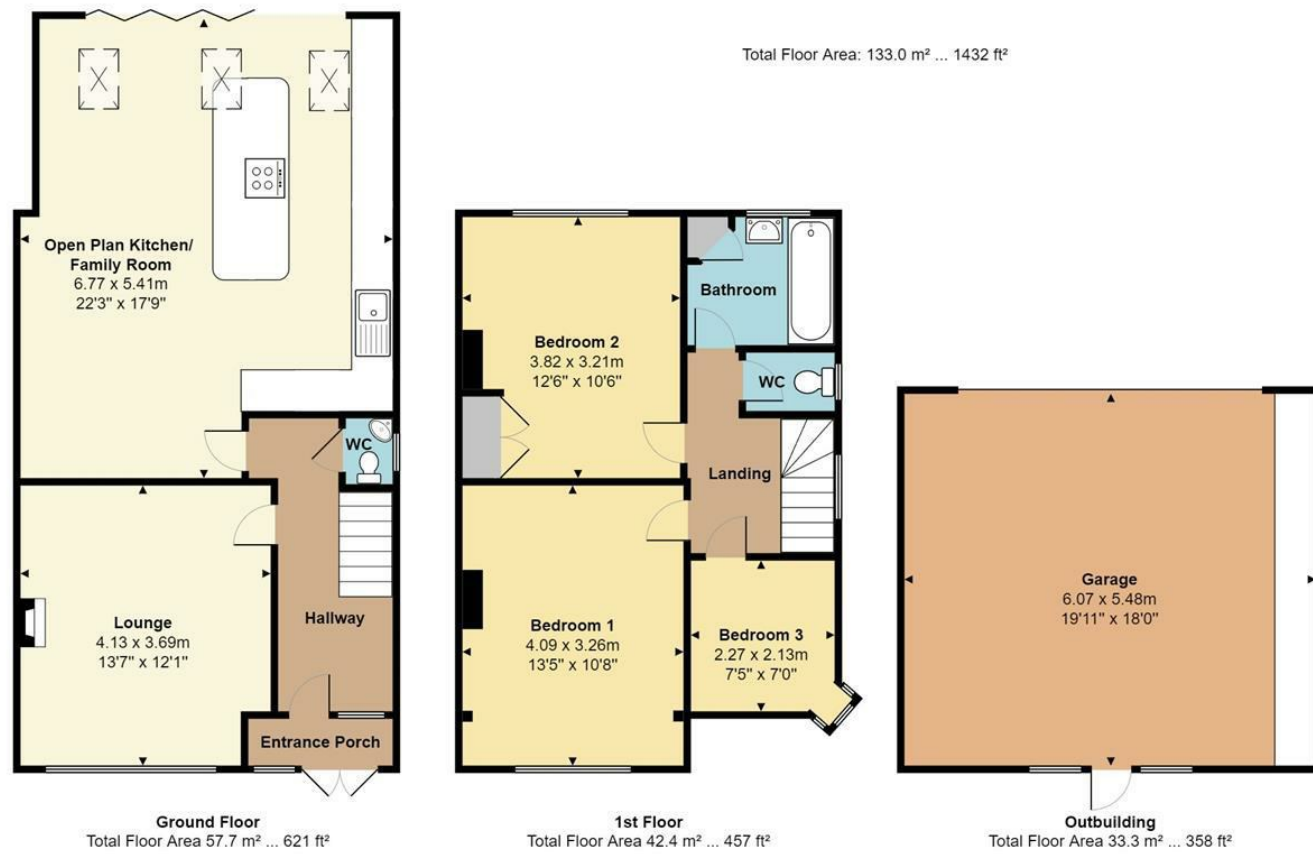 Total Floor Area: 133.0 m² ... 1432 ft²
Open Plan Kitchen/
Family Room
6.77 x 5.41m
22'3" x 17'9"
WC
Lounge
4.13 x 3.69m
13'7" x 12'1"
Hallway
Entrance Porch
Ground Floor
Total Floor Area 57.7 m² ... 621 ft²
Bedroom 2
3.82 x 3.21m
12'6" x 10'6"
Bathroom
WC
Landing
Bedroom 1
4.09 x 3.26m
13'5" x 10'8"
Bedroom 3
2.27 x 2.13m
7'5" x 7'0"
1st Floor
Total Floor Area 42.4 m² ... 457 ft²
Garage
6.07 x 5.48m
19'11" x 18'0"
Outbuilding
Total Floor Area 33.3 m² ... 358 ft²